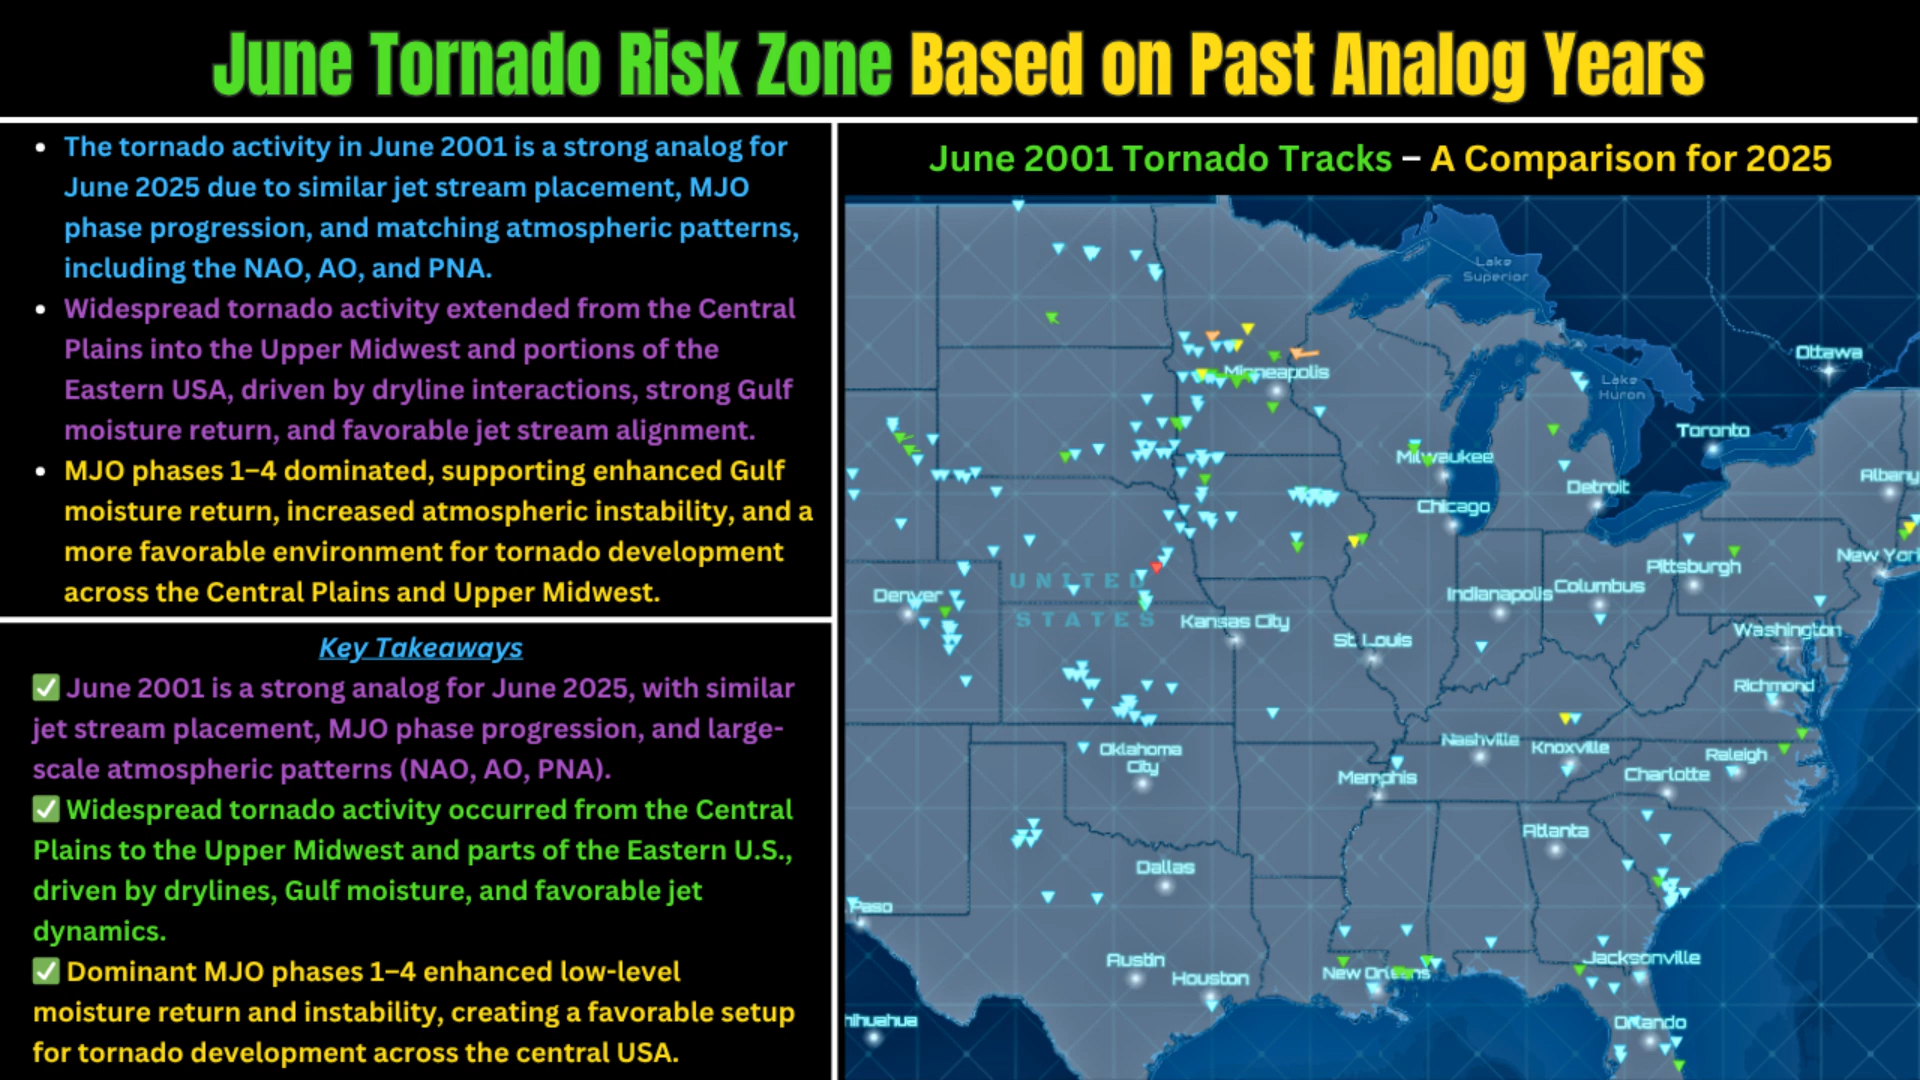 June Tornado Risk Zone Based on Past Analog Years
The tornado activity in June 2001 is a strong analog for
June 2025 due to similar jet stream placement, MJO
phase progression, and matching atmospheric patterns,
including the NAO, AO, and PNA.
Widespread tornado activity extended from the Central
Plains into the Upper Midwest and portions of the
Eastern USA, driven by dryline interactions, strong Gulf
moisture return, and favorable jet stream alignment.
MJO phases 1–4 dominated, supporting enhanced Gulf
moisture return, increased atmospheric instability, and a
more favorable environment for tornado development
across the Central Plains and Upper Midwest.
Key Takeaways
✅ June 2001 is a strong analog for June 2025, with similar
jet stream placement, MJO phase progression, and large-
scale atmospheric patterns (NAO, AO, PNA).
✅ Widespread tornado activity occurred from the Central
Plains to the Upper Midwest and parts of the Eastern U.S.,
driven by drylines, Gulf moisture, and favorable jet
dynamics.
✅ Dominant MJO phases 1–4 enhanced low-level
moisture return and instability, creating a favorable setup
for tornado development across the central USA.
June 2001 Tornado Tracks – A Comparison for 2025
Lake
Superior
Ottawa
Minneapolis
Lake
Huron
Toronto
Milwaukee
Albany
Detroit
Chicago
New York
Pittsburgh
UNITED
STATES
Denver
Indianapolis
Columbus
Kansas City
St. Louis
Washington
Richmond
Nashville
Knoxville
Raleigh
Oklahoma
City
Memphis
Charlotte
Atlanta
Dallas
Paso
Austin
Houston
New Orleans
Jacksonville
hihuahua
Orlando